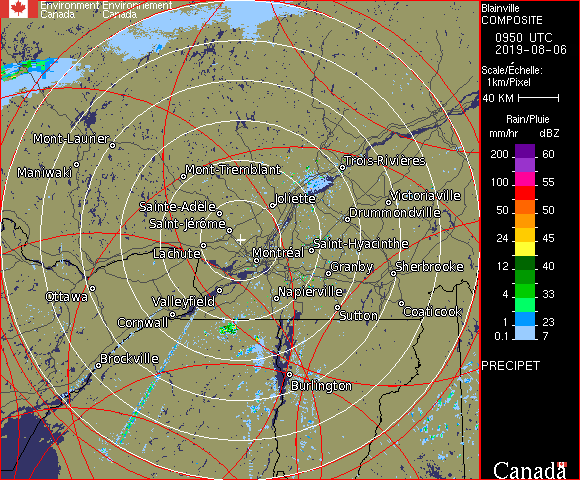 Environment Environnement
Canada Canada
Blainville
COMPOSITE
0950 UTC
2019-08-06
Scale/Échelle:
1km/Pixel
40 KM
Rain/Pluie
mm/hr dBZ
200 60
100 55
50 50
24 45
12 40
4 33
1 23
0.1 7
PRECIPET
Canada
Mont-Laurier
Maniwaki
Mont-Tremblant
Trois-Rivières
Joliette
Victoriaville
Sainte-Adèle
Drummondville
Saint-Jérôme
Lachute
Montréal
Saint-Hyacinthe
Granby
Sherbrooke
Ottawa
Valleyfield
Napierville
Cornwall
Sutton
Coaticook
Brockville
Burlington